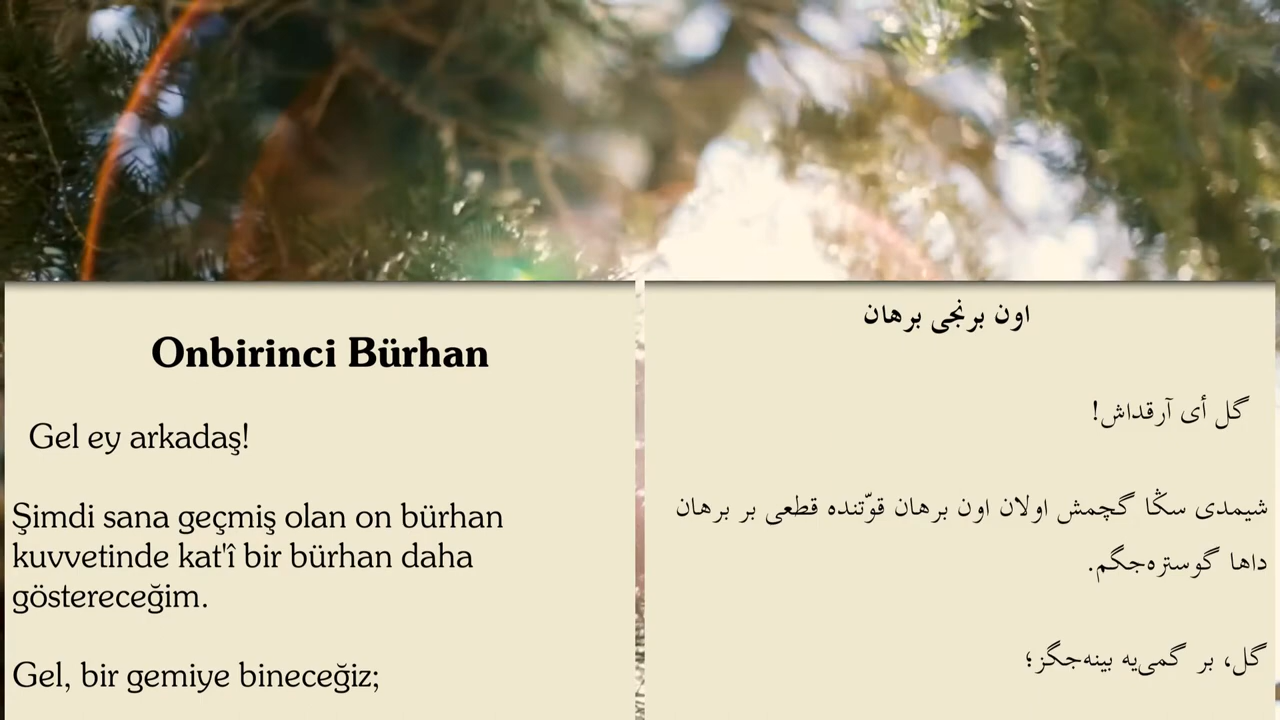 Onbirinci Bürhan
Gel ey arkadaş!
Şimdi sana geçmiş olan on bürhan
kuvvetinde kat'î bir bürhan daha
göstereceğim.
Gel, bir gemiye bineceğiz;
اون برنجی برهان
گل أی آرقداش!
شیمدی سڭا گچمش اولان اون برهان قوّتنده قطعی بر برهان
داها گوستره‌جگم.
گل، بر گمی‌یه بینه‌جگز؛